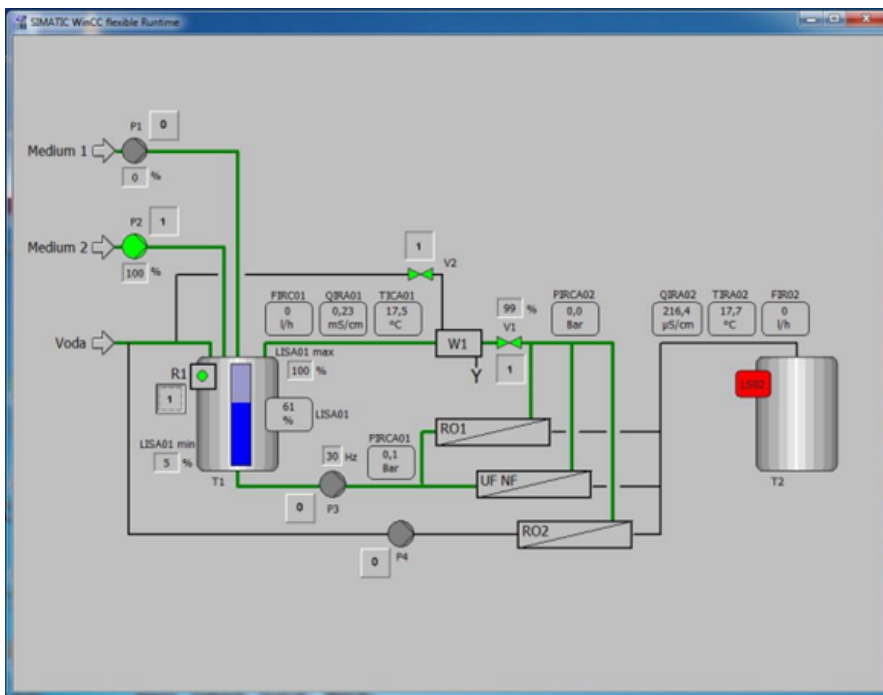 SIMATIC WinCC flexible Runtime
P1
0
Medium 1
0 %
P2
1
Medium 2
100 %
1
V2
FIRC01
0
l/h
QIRA01
0,23
mS/cm
TICA01
17,5
°C
99 %
V1
1
PIRCA02
0,0
Bar
QIRA02
216,4
µS/cm
TIRA02
17,7
°C
FIR02
0
l/h
Voda
W1
Y
LISA01 max
100 %
R1
1
61
%
LISA01
LS02
LISA01 min
5 %
T1
PIRCA01
0,1
Bar
30 Hz
0
P3
RO1
UF NF
RO2
T2
0
P4